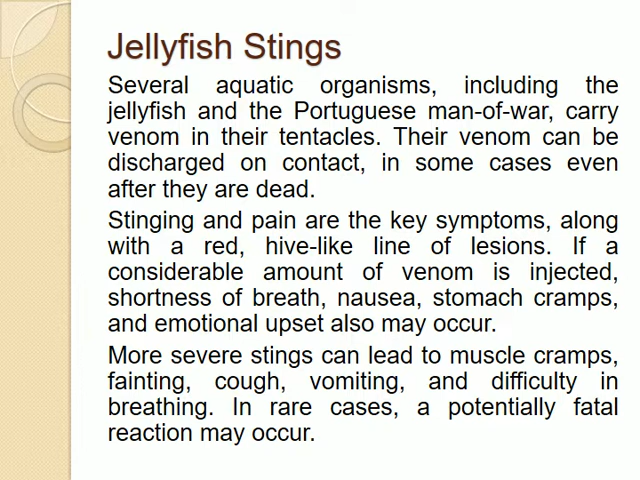 Jellyfish Stings
Several aquatic organisms, including the
jellyfish and the Portuguese man-of-war, carry
venom in their tentacles. Their venom can be
discharged on contact, in some cases even
after they are dead.
Stinging and pain are the key symptoms, along
with a red, hive-like line of lesions. If a
considerable amount of venom is injected,
shortness of breath, nausea, stomach cramps,
and emotional upset also may occur.
More severe stings can lead to muscle cramps,
fainting, cough, vomiting, and difficulty in
breathing. In rare cases, a potentially fatal
reaction may occur.